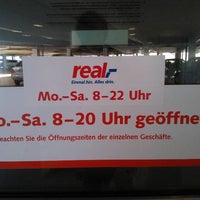 real,-
Einmal hin. Alles drin.
Mo.–Sa. 8–22 Uhr
o.–Sa. 8–20 Uhr geöffne
eachten Sie die Öffnungszeiten der einzelnen Geschäfte.